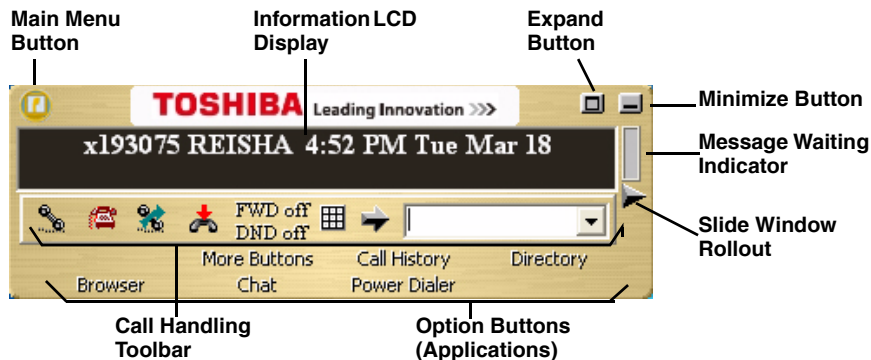 Main Menu
Button
Information LCD
Display
Expand
Button
TOSHIBA Leading Innovation >>>
Minimize Button
x193075 REISHA 4:52 PM Tue Mar 18
Message Waiting
Indicator
FWD off
DND off
Slide Window
Rollout
More Buttons Call History Directory
Browser Chat Power Dialer
Call Handling
Toolbar
Option Buttons
(Applications)